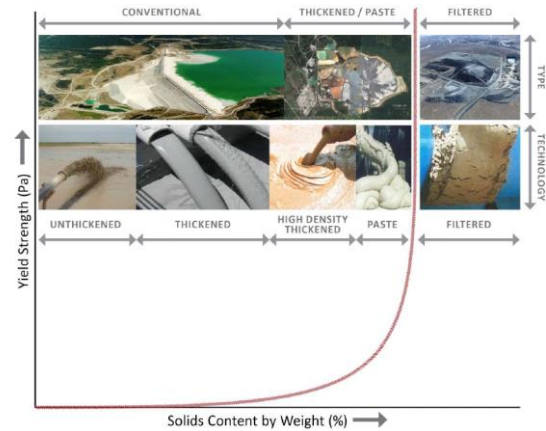 CONVENTIONAL
THICKENED / PASTE
FILTERED
TYPE
TECHNOLOGY
UNTHICKENED
THICKENED
HIGH DENSITY
THICKENED
PASTE
FILTERED
Yield Strength (Pa)
Solids Content by Weight (%)